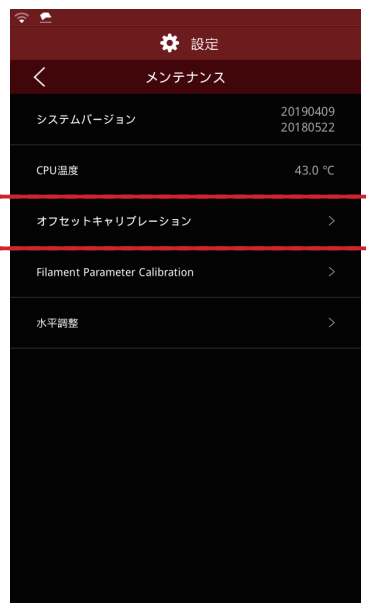 設定
メンテナンス
システムバージョン
20190409
20180522
CPU温度
43.0 °C
オフセットキャリブレーション
Filament Parameter Calibration
水平調整